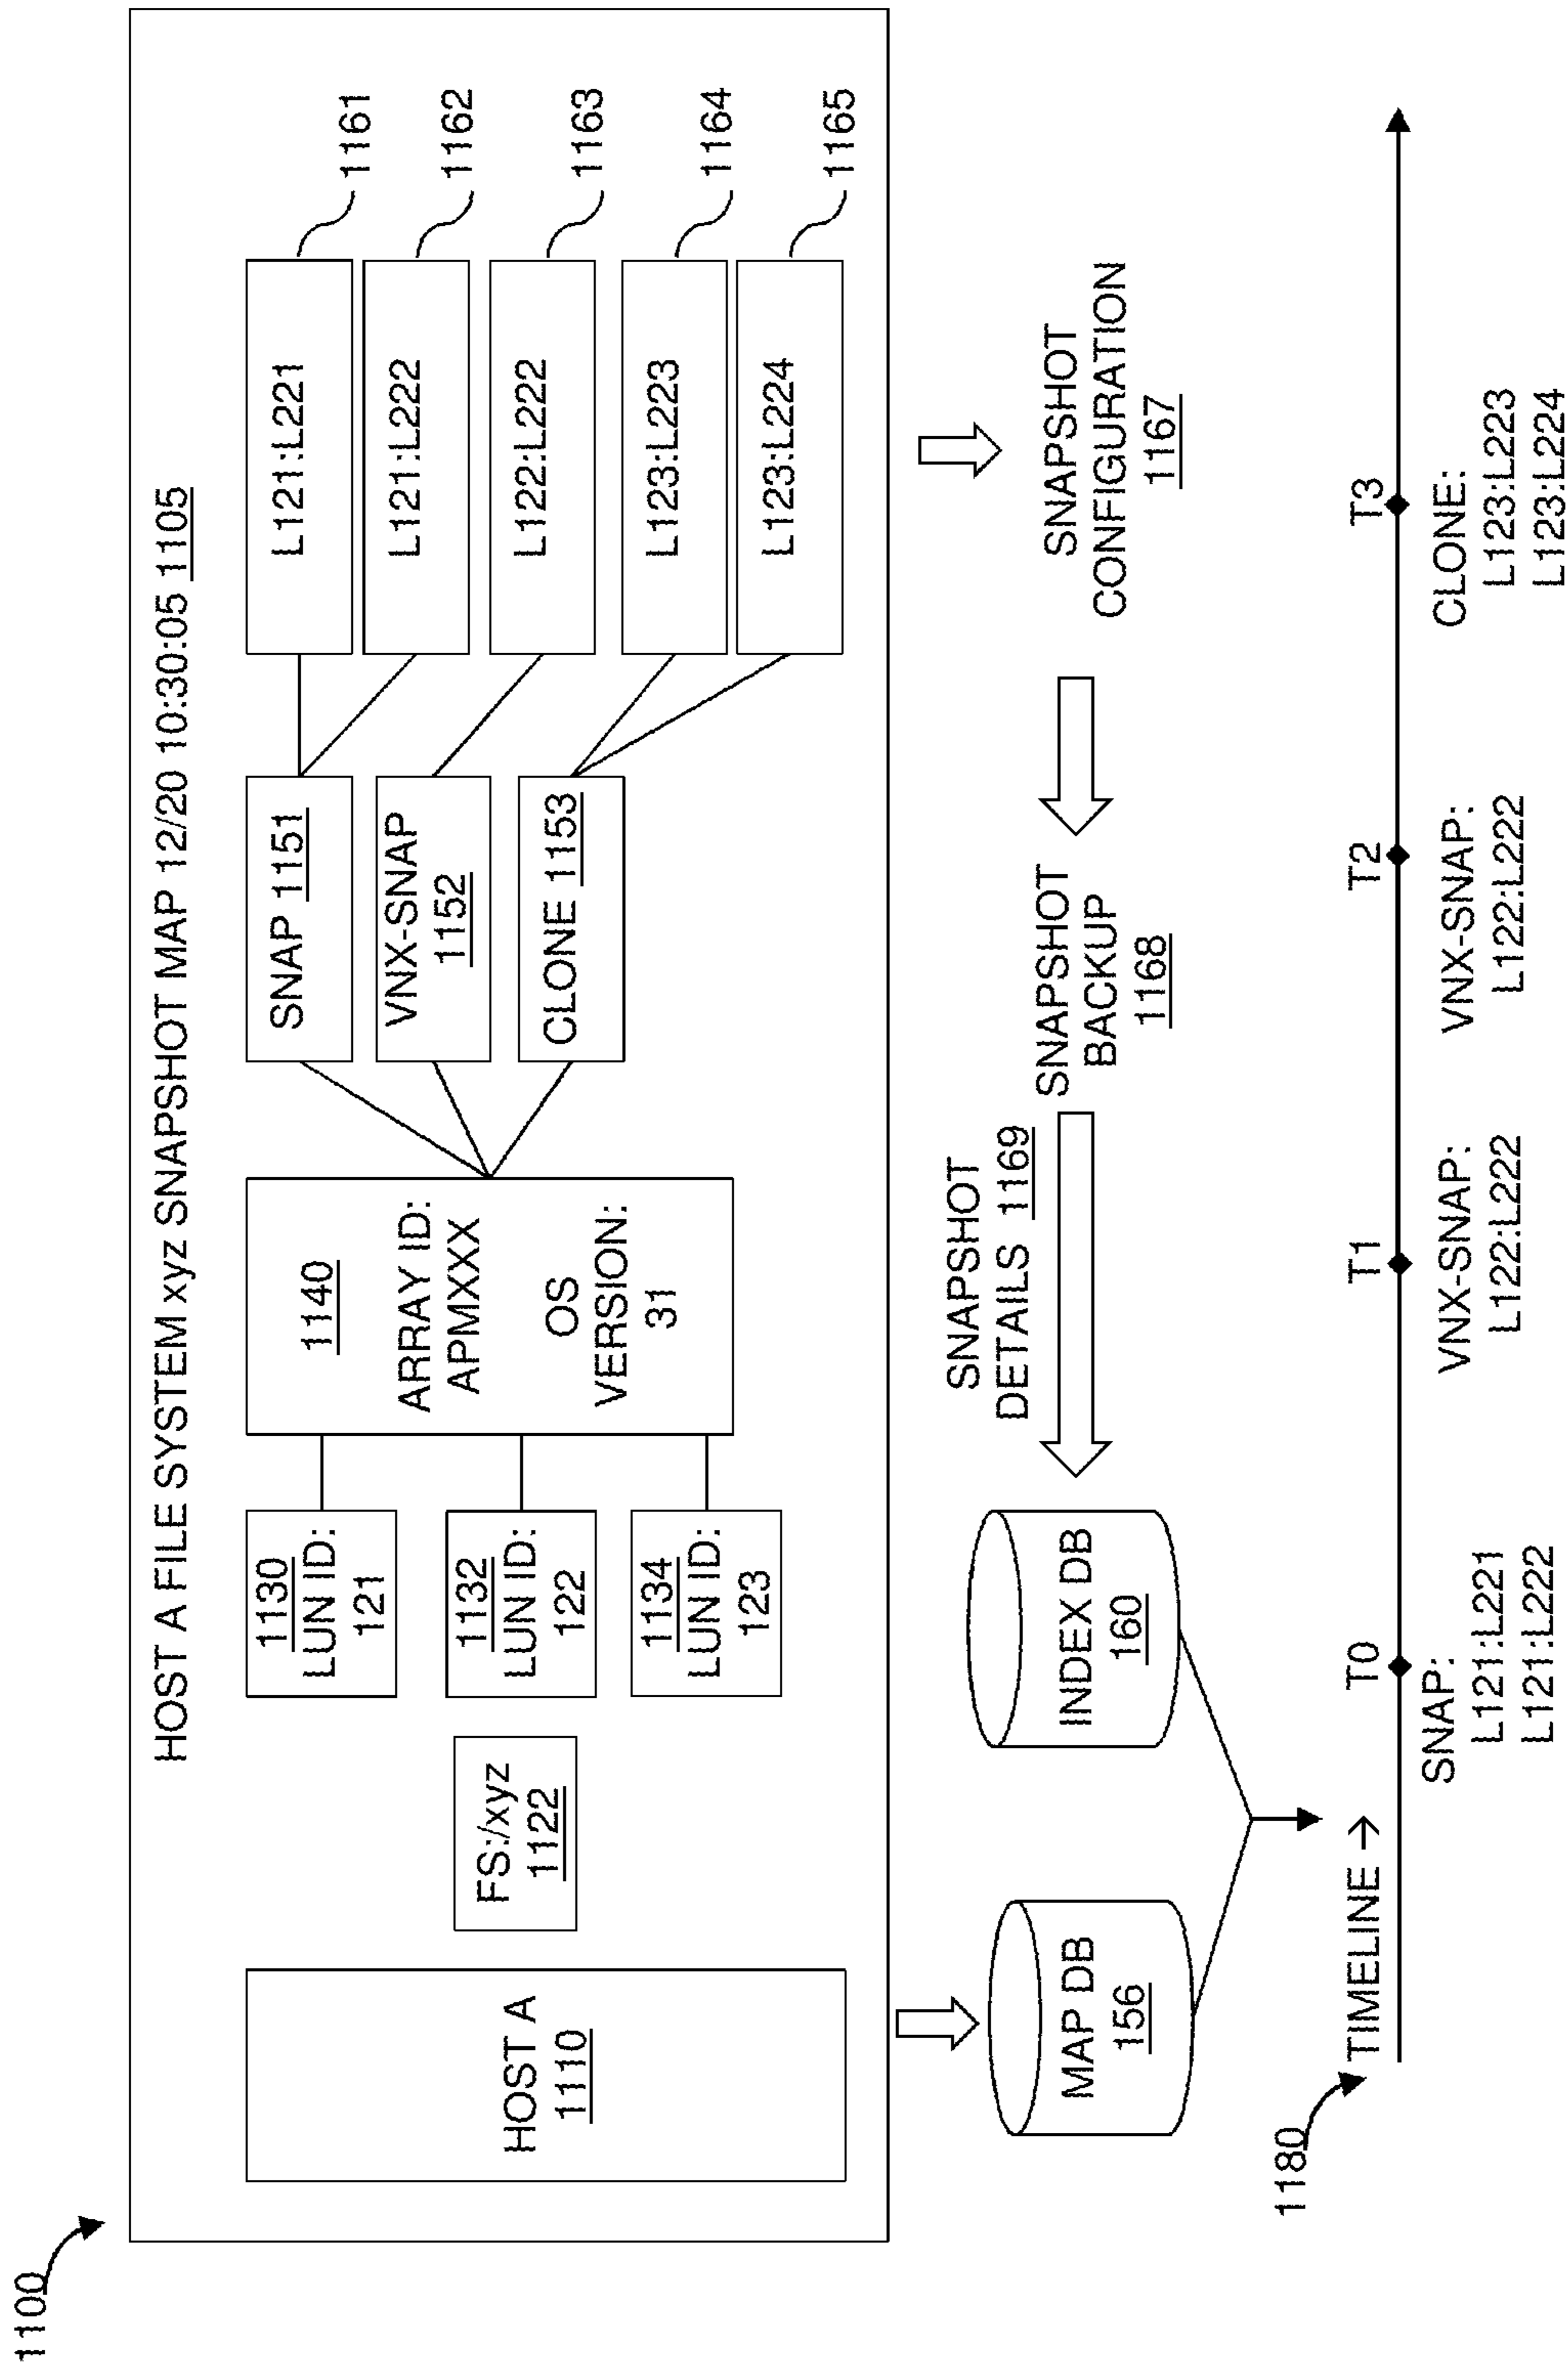 1100
HOST A FILE SYSTEM xyz SNAPSHOT MAP 12/20 10:30:05 1105
HOST A
1110
FS:/xyz
1122
1130
LUN ID:
121
1132
LUN ID:
122
1134
LUN ID:
123
1140
ARRAY ID:
APMXXX
OS
VERSION:
31
SNAP 1151
VNX-SNAP
1152
CLONE 1153
L121:L221
L121:L222
L122:L222
L123:L223
L123:L224
1161
1162
1163
1164
1165
MAP DB
156
INDEX DB
160
SNAPSHOT
DETAILS 1169
SNAPSHOT
BACKUP
1168
SNAPSHOT
CONFIGURATION
1167
1180
TIMELINE →
T0
SNAP:
L121:L221
L121:L222
T1
VNX-SNAP:
L122:L222
T2
VNX-SNAP:
L122:L222
T3
CLONE:
L123:L223
L123:L224